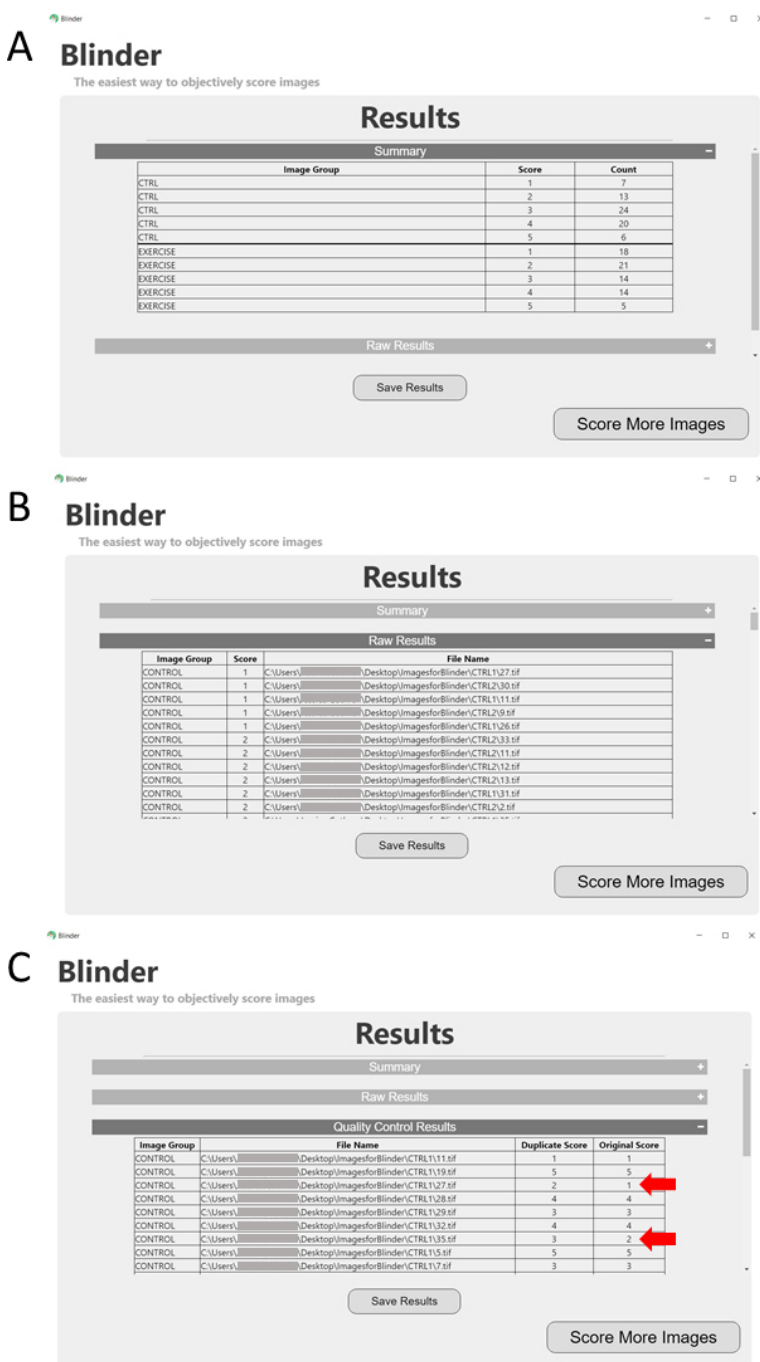 Blinder
A
Blinder
The easiest way to objectively score images
Results
Summary
Image Group Score Count
CTRL 1 7
CTRL 2 13
CTRL 3 24
CTRL 4 20
CTRL 5 6
EXERCISE 1 18
EXERCISE 2 21
EXERCISE 3 14
EXERCISE 4 14
EXERCISE 5 5
Raw Results
Save Results
Score More Images
Blinder
B
Blinder
The easiest way to objectively score images
Results
Summary
Raw Results
Image Group Score File Name
CONTROL 1 C:\Users\ \Desktop\ImagesforBlinder\CTRL1\27.tif
CONTROL 1 C:\Users\ \Desktop\ImagesforBlinder\CTRL2\30.tif
CONTROL 1 C:\Users\ \Desktop\ImagesforBlinder\CTRL1\11.tif
CONTROL 1 C:\Users\ \Desktop\ImagesforBlinder\CTRL2\9.tif
CONTROL 1 C:\Users\ \Desktop\ImagesforBlinder\CTRL1\26.tif
CONTROL 2 C:\Users\ \Desktop\ImagesforBlinder\CTRL2\33.tif
CONTROL 2 C:\Users\ \Desktop\ImagesforBlinder\CTRL2\11.tif
CONTROL 2 C:\Users\ \Desktop\ImagesforBlinder\CTRL2\12.tif
CONTROL 2 C:\Users\ \Desktop\ImagesforBlinder\CTRL2\13.tif
CONTROL 2 C:\Users\ \Desktop\ImagesforBlinder\CTRL1\31.tif
CONTROL 2 C:\Users\ \Desktop\ImagesforBlinder\CTRL2\2.tif
Save Results
Score More Images
Blinder
C
Blinder
The easiest way to objectively score images
Results
Summary
Raw Results
Quality Control Results
Image Group File Name Duplicate Score Original Score
CONTROL C:\Users\ \Desktop\ImagesforBlinder\CTRL1\11.tif 1 1
CONTROL C:\Users\ \Desktop\ImagesforBlinder\CTRL1\19.tif 5 5
CONTROL C:\Users\ \Desktop\ImagesforBlinder\CTRL1\27.tif 2 1
CONTROL C:\Users\ \Desktop\ImagesforBlinder\CTRL1\28.tif 4 4
CONTROL C:\Users\ \Desktop\ImagesforBlinder\CTRL1\29.tif 3 3
CONTROL C:\Users\ \Desktop\ImagesforBlinder\CTRL1\32.tif 4 4
CONTROL C:\Users\ \Desktop\ImagesforBlinder\CTRL1\35.tif 3 2
CONTROL C:\Users\ \Desktop\ImagesforBlinder\CTRL1\5.tif 5 5
CONTROL C:\Users\ \Desktop\ImagesforBlinder\CTRL1\7.tif 3 3
Save Results
Score More Images